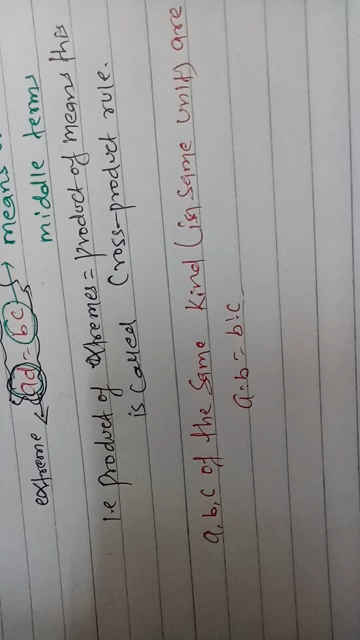 means
middle terms
extreme ad = bc
i.e product of extremes = product of means this
is called Cross-product rule.
a, b, c of the same kind (in same unit) are
a:b = b:c